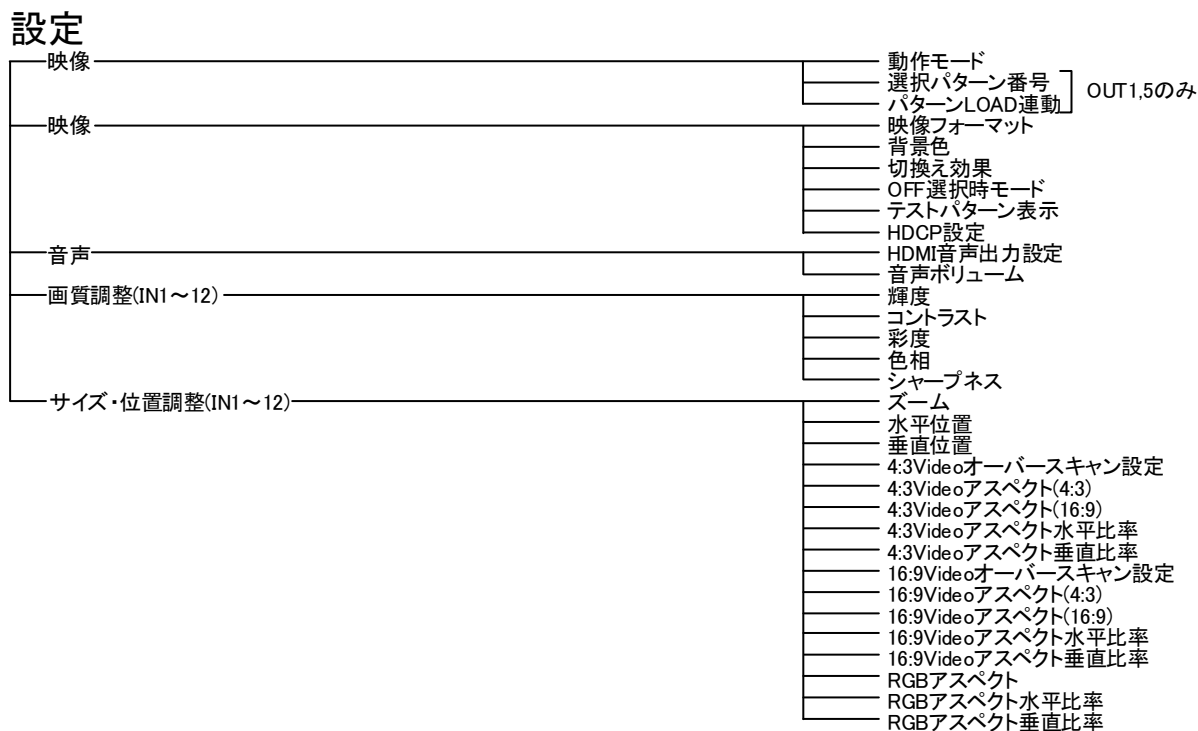 設定
映像
動作モード
選択パターン番号
パターンLOAD連動
OUT1,5のみ
映像
映像フォーマット
背景色
切換え効果
OFF選択時モード
テストパターン表示
HDCP設定
音声
HDMI音声出力設定
音声ボリューム
画質調整(IN1～12)
輝度
コントラスト
彩度
色相
シャープネス
サイズ・位置調整(IN1～12)
ズーム
水平位置
垂直位置
4:3Videoオーバースキャン設定
4:3Videoアスペクト(4:3)
4:3Videoアスペクト(16:9)
4:3Videoアスペクト水平比率
4:3Videoアスペクト垂直比率
16:9Videoオーバースキャン設定
16:9Videoアスペクト(4:3)
16:9Videoアスペクト(16:9)
16:9Videoアスペクト水平比率
16:9Videoアスペクト垂直比率
RGBアスペクト
RGBアスペクト水平比率
RGBアスペクト垂直比率